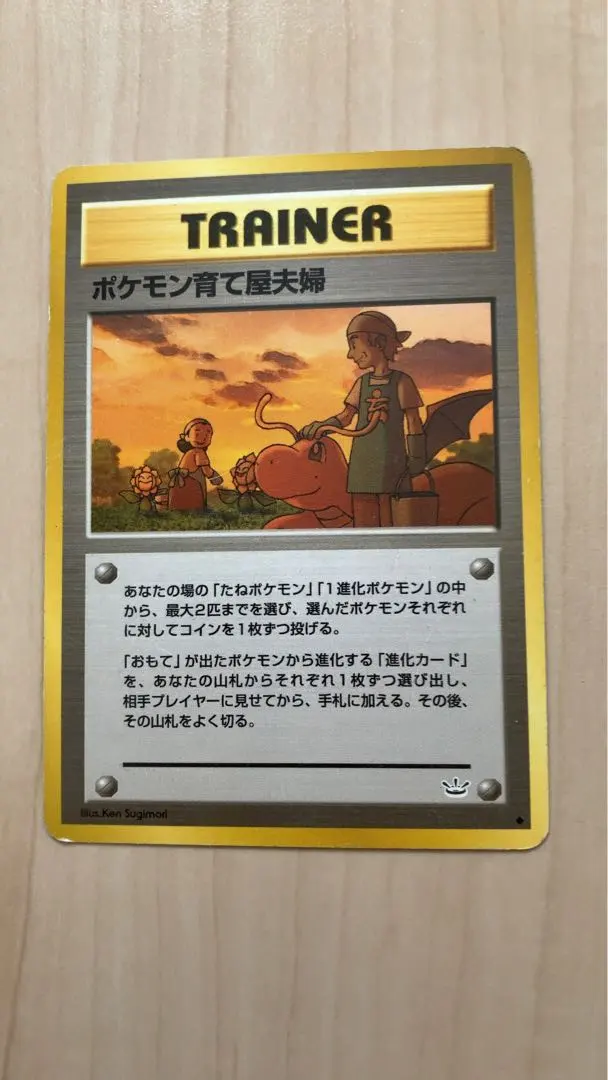 TRAINER
ポケモン育て屋夫婦
あなたの場の「たねポケモン」「1進化ポケモン」の中
から、最大2匹までを選び、選んだポケモンそれぞれ
に対してコインを1枚ずつ投げる。
「おもて」が出たポケモンから進化する「進化カード」
を、あなたの山札からそれぞれ1枚ずつ選び出し、
相手プレイヤーに見せてから、手札に加える。その後、
その山札をよく切る。
Illus. Ken Sugimori